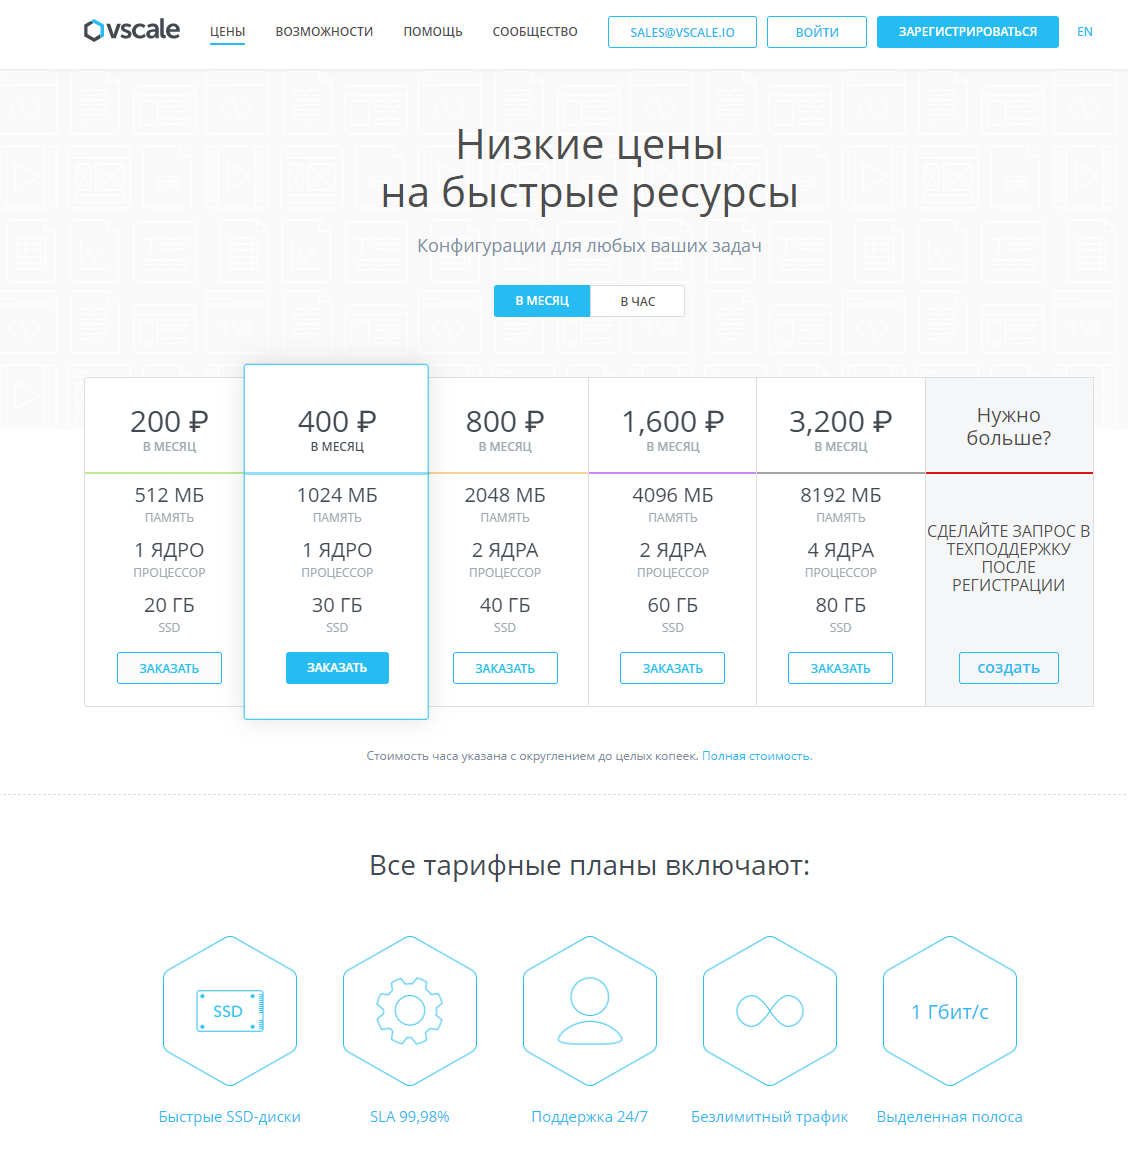 vscale
ЦЕНЫ
ВОЗМОЖНОСТИ
ПОМОЩЬ
СООБЩЕСТВО
SALES@VSCALE.IO
ВОЙТИ
ЗАРЕГИСТРИРОВАТЬСЯ
EN
Низкие цены
на быстрые ресурсы
Конфигурации для любых ваших задач
В МЕСЯЦ
В ЧАС
200 ₽
В МЕСЯЦ
512 МБ
ПАМЯТЬ
1 ЯДРО
ПРОЦЕССОР
20 ГБ
SSD
ЗАКАЗАТЬ
400 ₽
В МЕСЯЦ
1024 МБ
ПАМЯТЬ
1 ЯДРО
ПРОЦЕССОР
30 ГБ
SSD
ЗАКАЗАТЬ
800 ₽
В МЕСЯЦ
2048 МБ
ПАМЯТЬ
2 ЯДРА
ПРОЦЕССОР
40 ГБ
SSD
ЗАКАЗАТЬ
1,600 ₽
В МЕСЯЦ
4096 МБ
ПАМЯТЬ
2 ЯДРА
ПРОЦЕССОР
60 ГБ
SSD
ЗАКАЗАТЬ
3,200 ₽
В МЕСЯЦ
8192 МБ
ПАМЯТЬ
4 ЯДРА
ПРОЦЕССОР
80 ГБ
SSD
ЗАКАЗАТЬ
Нужно
больше?
СДЕЛАЙТЕ ЗАПРОС В
ТЕХПОДДЕРЖКУ
ПОСЛЕ
РЕГИСТРАЦИИ
создать
Стоимость часа указана с округлением до целых копеек. Полная стоимость.
Все тарифные планы включают:
SSD
Быстрые SSD-диски
SLA 99,98%
Поддержка 24/7
Безлимитный трафик
1 Гбит/с
Выделенная полоса